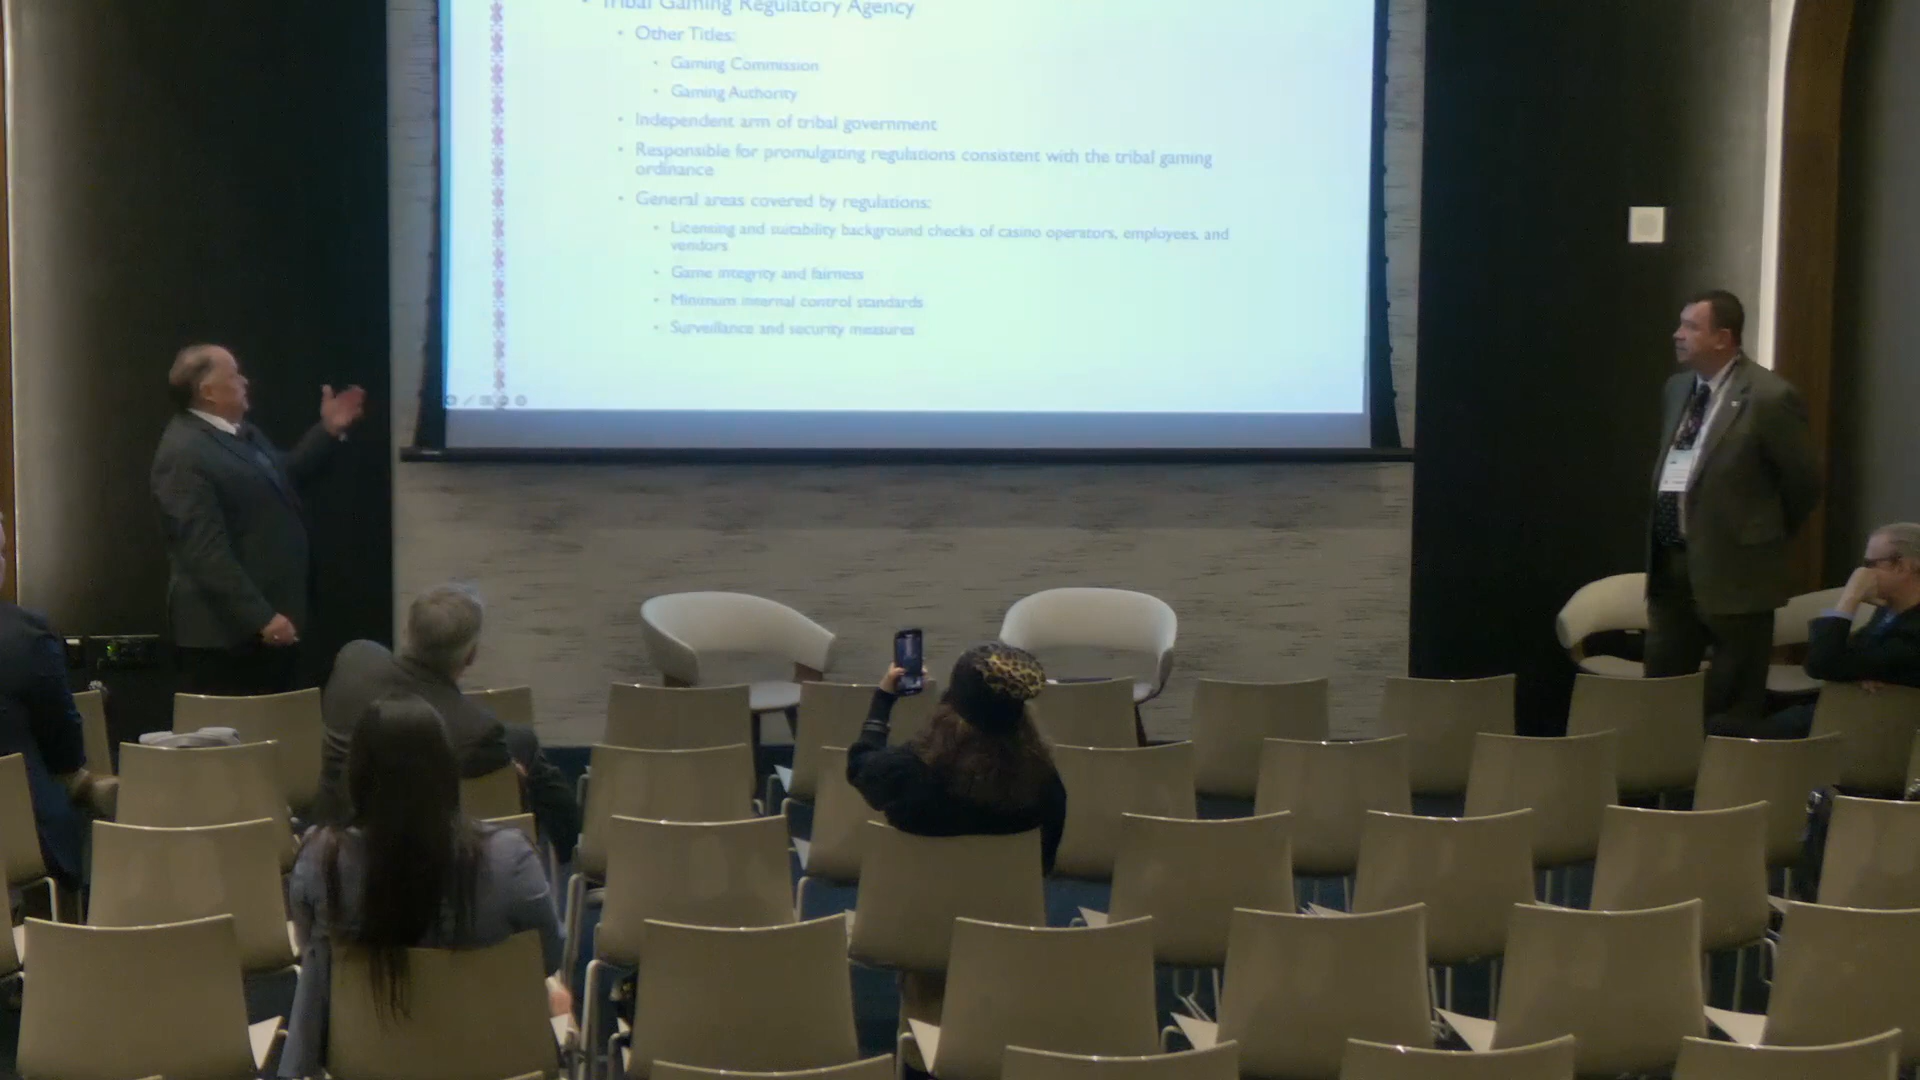 Tribal Gaming Regulatory Agency
• Other Titles:
• Gaming Commission
• Gaming Authority
• Independent arm of tribal government
• Responsible for promulgating regulations consistent with the tribal gaming
ordinance
• General areas covered by regulations:
• Licensing and suitability background checks of casino operators, employees, and
vendors
• Game integrity and fairness
• Minimum internal control standards
• Surveillance and security measures